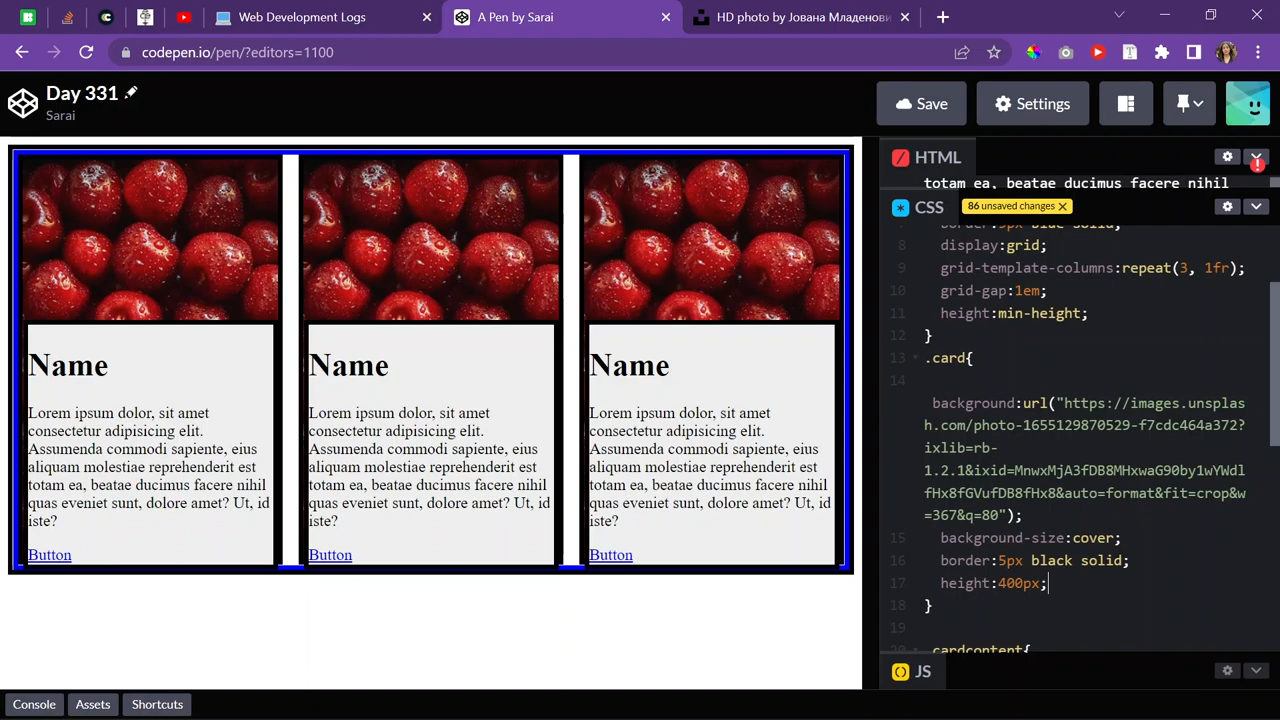 Web Development Logs
A Pen by Sarai
HD photo by Јована Младенови
codepen.io/pen/?editors=1100
Day 331
Sarai
Save
Settings
HTML
totam ea, beatae ducimus facere nihil
CSS
86 unsaved changes
7 border:5px blue solid;
8 display:grid;
9 grid-template-columns:repeat(3, 1fr);
10 grid-gap:1em;
11 height:min-height;
12 }
13 .card{
14
background:url("https://images.unsplas
h.com/photo-1655129870529-f7cdc464a372?
ixlib=rb-
1.2.1&ixid=MnwxMjA3fDB8MHxwaG90by1wYWdl
fHx8fGVufDB8fHx8&auto=format&fit=crop&w
=367&q=80");
15 background-size:cover;
16 border:5px black solid;
17 height:400px;
18 }
19
20 .cardcontent{
JS
Name
Lorem ipsum dolor, sit amet
consectetur adipisicing elit.
Assumenda commodi sapiente, eius
aliquam molestiae reprehenderit est
totam ea, beatae ducimus facere nihil
quas eveniet sunt, dolore amet? Ut, id
iste?
Button
Name
Lorem ipsum dolor, sit amet
consectetur adipisicing elit.
Assumenda commodi sapiente, eius
aliquam molestiae reprehenderit est
totam ea, beatae ducimus facere nihil
quas eveniet sunt, dolore amet? Ut, id
iste?
Button
Name
Lorem ipsum dolor, sit amet
consectetur adipisicing elit.
Assumenda commodi sapiente, eius
aliquam molestiae reprehenderit est
totam ea, beatae ducimus facere nihil
quas eveniet sunt, dolore amet? Ut, id
iste?
Button
Console
Assets
Shortcuts